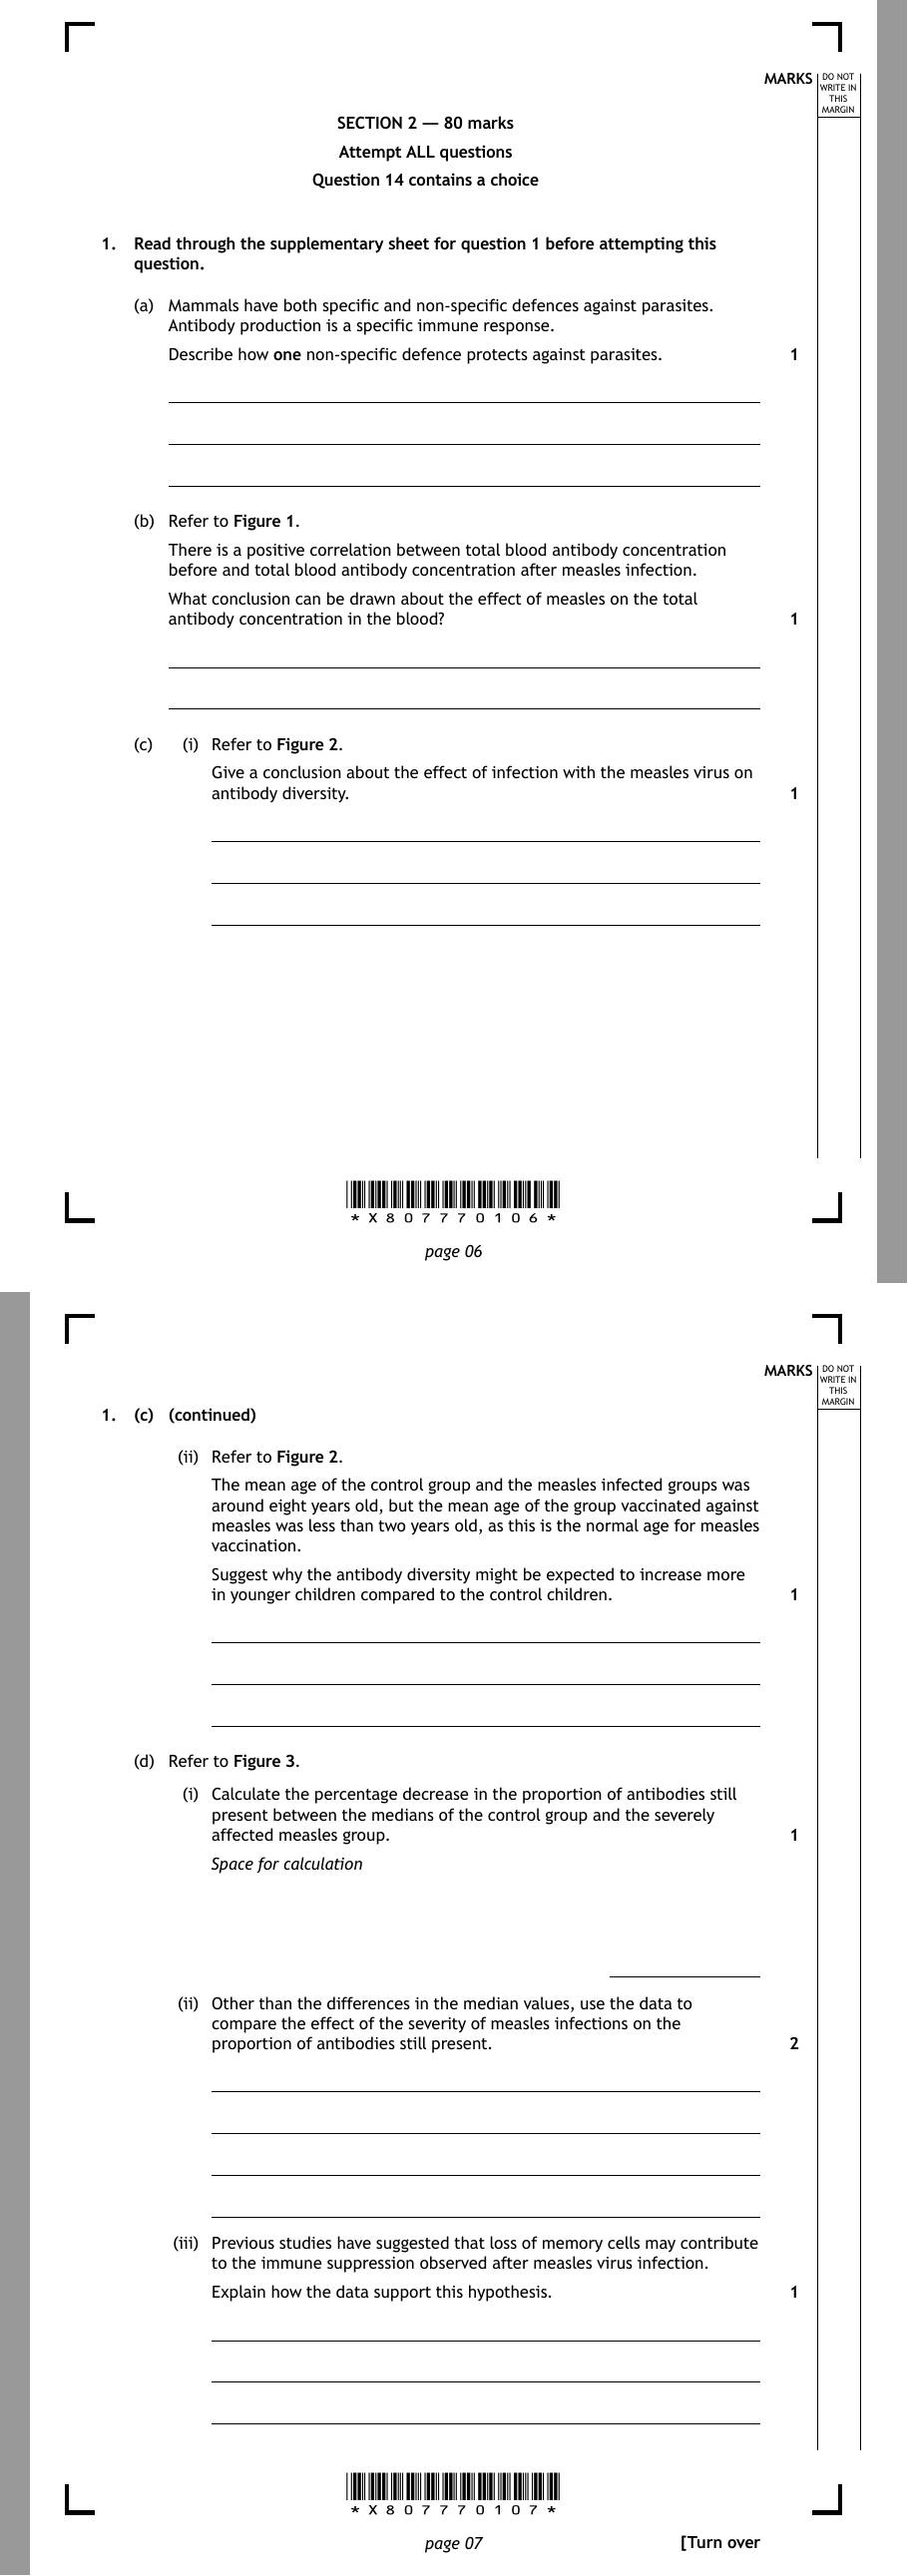 MARKS
DO NOT
WRITE IN
THIS
MARGIN
SECTION 2 — 80 marks
Attempt ALL questions
Question 14 contains a choice
1. Read through the supplementary sheet for question 1 before attempting this
question.
(a) Mammals have both specific and non-specific defences against parasites.
Antibody production is a specific immune response.
Describe how one non-specific defence protects against parasites. 1
(b) Refer to Figure 1.
There is a positive correlation between total blood antibody concentration
before and total blood antibody concentration after measles infection.
What conclusion can be drawn about the effect of measles on the total
antibody concentration in the blood? 1
(c) (i) Refer to Figure 2.
Give a conclusion about the effect of infection with the measles virus on
antibody diversity. 1
* X 8 0 7 7 7 0 1 0 6 *
page 06
MARKS
DO NOT
WRITE IN
THIS
MARGIN
1. (c) (continued)
(ii) Refer to Figure 2.
The mean age of the control group and the measles infected groups was
around eight years old, but the mean age of the group vaccinated against
measles was less than two years old, as this is the normal age for measles
vaccination.
Suggest why the antibody diversity might be expected to increase more
in younger children compared to the control children. 1
(d) Refer to Figure 3.
(i) Calculate the percentage decrease in the proportion of antibodies still
present between the medians of the control group and the severely
affected measles group. 1
Space for calculation
(ii) Other than the differences in the median values, use the data to
compare the effect of the severity of measles infections on the
proportion of antibodies still present. 2
(iii) Previous studies have suggested that loss of memory cells may contribute
to the immune suppression observed after measles virus infection.
Explain how the data support this hypothesis. 1
* X 8 0 7 7 7 0 1 0 7 *
page 07
[Turn over